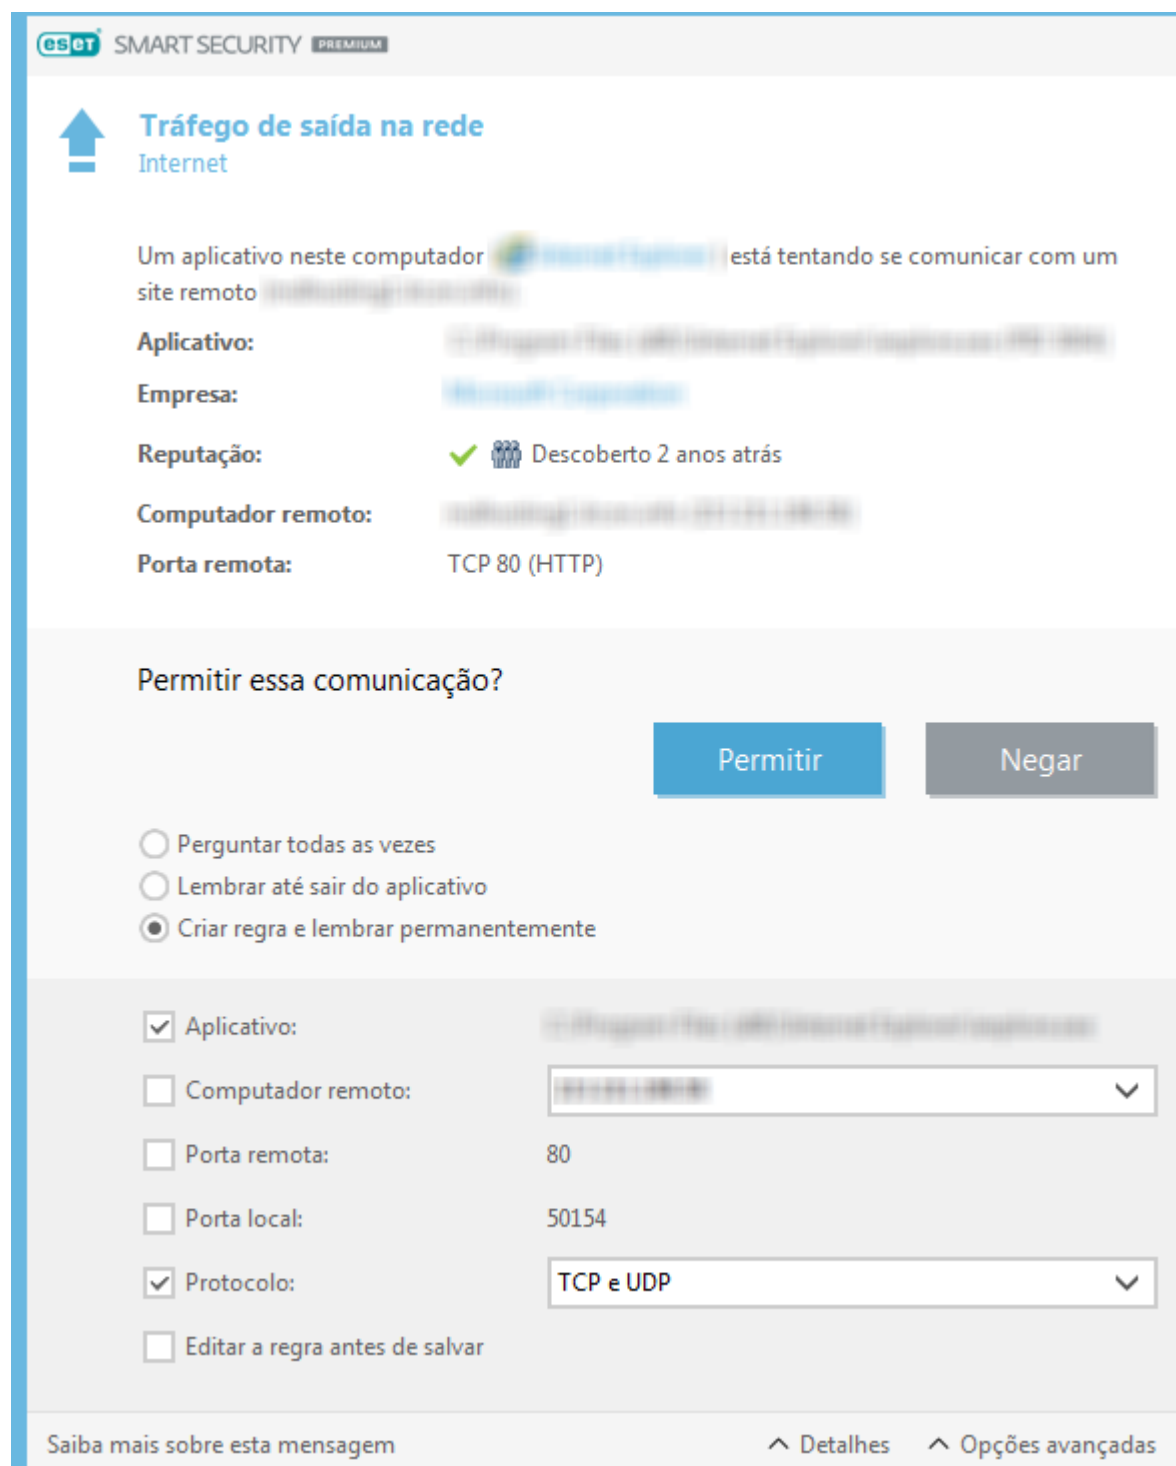 eset SMART SECURITY PREMIUM
Tráfego de saída na rede
Internet
Um aplicativo neste computador está tentando se comunicar com um
site remoto
Aplicativo:
Empresa:
Reputação: Descoberto 2 anos atrás
Computador remoto:
Porta remota: TCP 80 (HTTP)
Permitir essa comunicação?
Permitir Negar
Perguntar todas as vezes
Lembrar até sair do aplicativo
Criar regra e lembrar permanentemente
Aplicativo:
Computador remoto:
Porta remota: 80
Porta local: 50154
Protocolo: TCP e UDP
Editar a regra antes de salvar
Saiba mais sobre esta mensagem Detalhes Opções avançadas